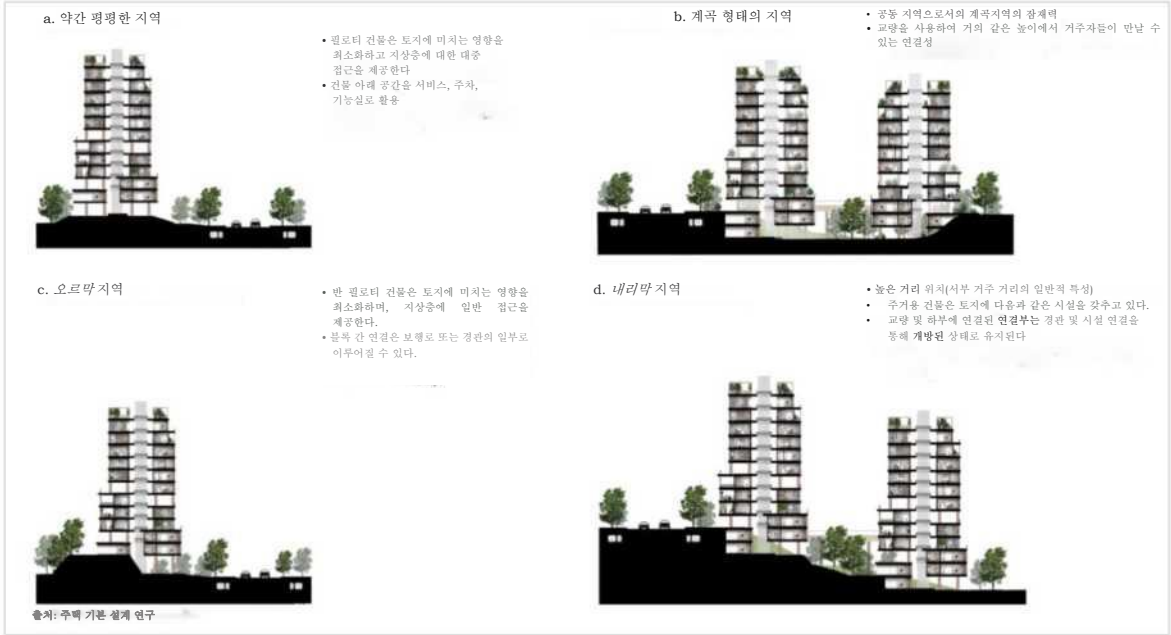 a. 약간 평평한 지역
• 필로티 건물은 토지에 미치는 영향을
최소화하고 지상층에 대한 대중
접근을 제공한다
• 건물 아래 공간을 서비스, 주차,
기능실로 활용
b. 계곡 형태의 지역
• 공동 지역으로서의 계곡지역의 잠재력
• 교량을 사용하여 거의 같은 높이에서 거주자들이 만날 수
있는 연결성
c. 오르막 지역
• 반 필로티 건물은 토지에 미치는 영향을
최소화하며, 지상층에 일반 접근을
제공한다.
• 블록 간 연결은 보행로 또는 경관의 일부로
이루어질 수 있다.
d. 내리막 지역
• 높은 거리 위치(서부 거주 거리의 일반적 특성)
• 주거용 건물은 토지에 다음과 같은 시설을 갖추고 있다.
• 교량 및 하부에 연결된 연결부는 경관 및 시설 연결을
통해 개방된 상태로 유지된다
출처: 주택 기본 설계 연구